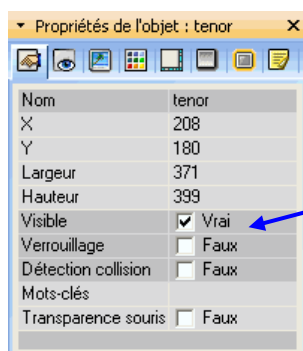 Propriétés de l'objet : tenor
Nom tenor
X 208
Y 180
Largeur 371
Hauteur 399
Visible Vrai
Verrouillage Faux
Détection collision Faux
Mots-clés
Transparence souris Faux